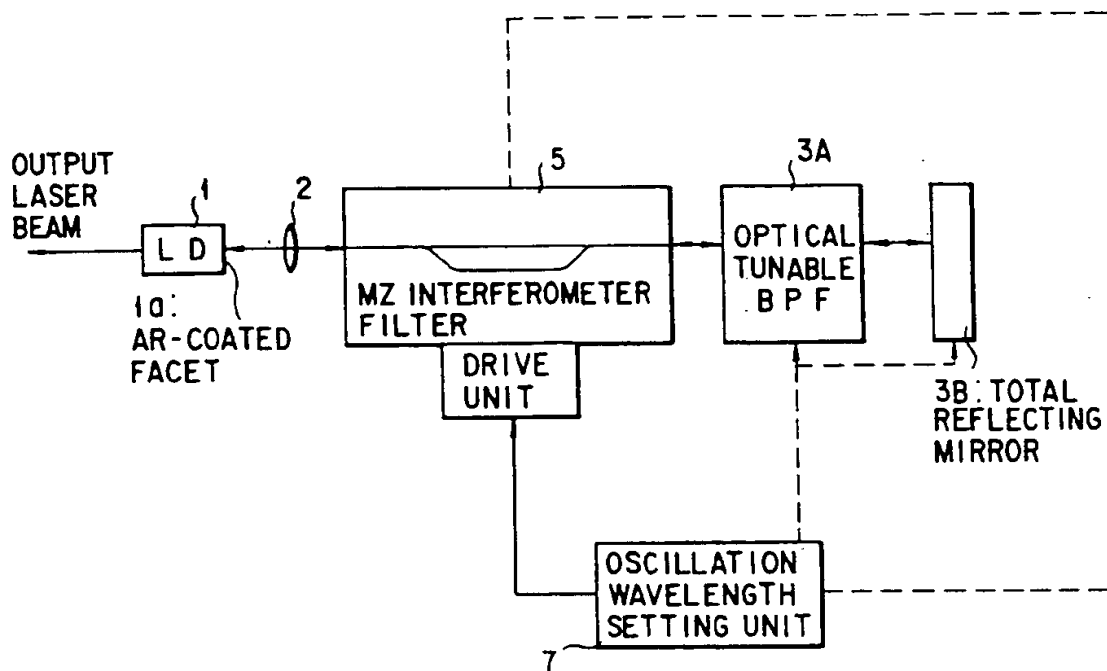 OUTPUT
LASER
BEAM
1
L D
1a:
AR-COATED
FACET
2
5
MZ INTERFEROMETER
FILTER
DRIVE
UNIT
3A
OPTICAL
TUNABLE
B P F
3B: TOTAL
REFLECTING
MIRROR
OSCILLATION
WAVELENGTH
SETTING UNIT
7